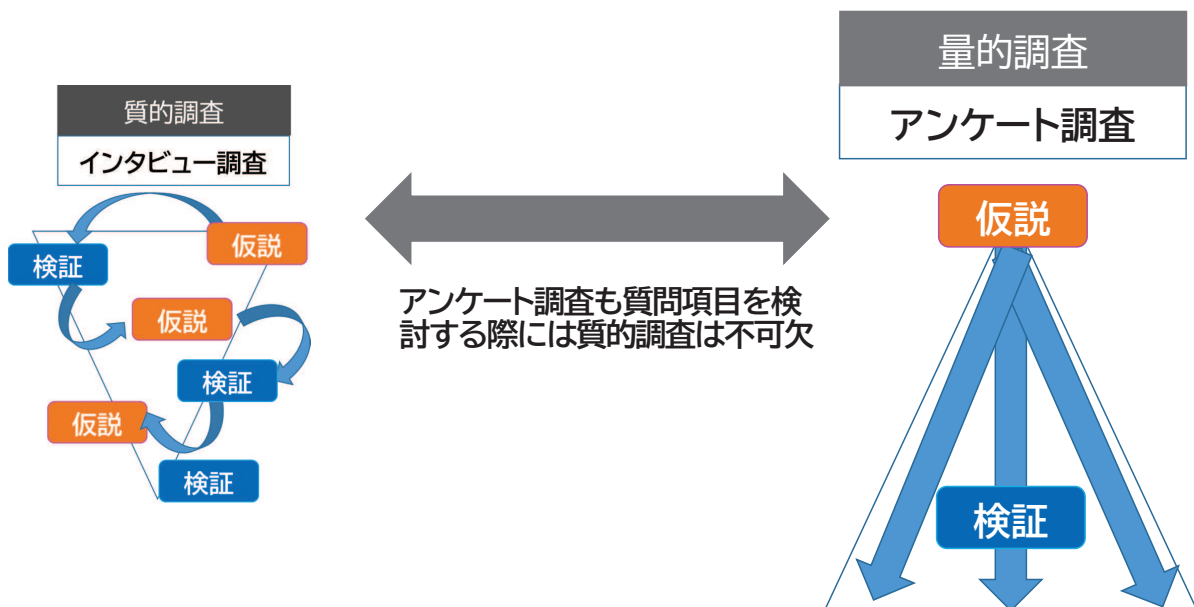 質的調査
インタビュー調査
仮説
検証
仮説
検証
仮説
検証
アンケート調査も質問項目を検
討する際には質的調査は不可欠
量的調査
アンケート調査
仮説
検証